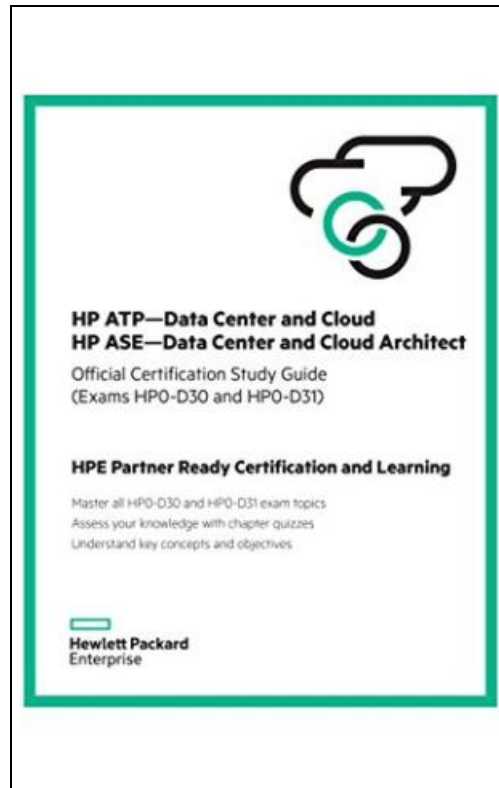 HP ATP—Data Center and Cloud
HP ASE—Data Center and Cloud Architect
Official Certification Study Guide
(Exams HP0-D30 and HP0-D31)
HPE Partner Ready Certification and Learning
Master all HP0-D30 and HP0-D31 exam topics
Assess your knowledge with chapter quizzes
Understand key concepts and objectives
Hewlett Packard
Enterprise